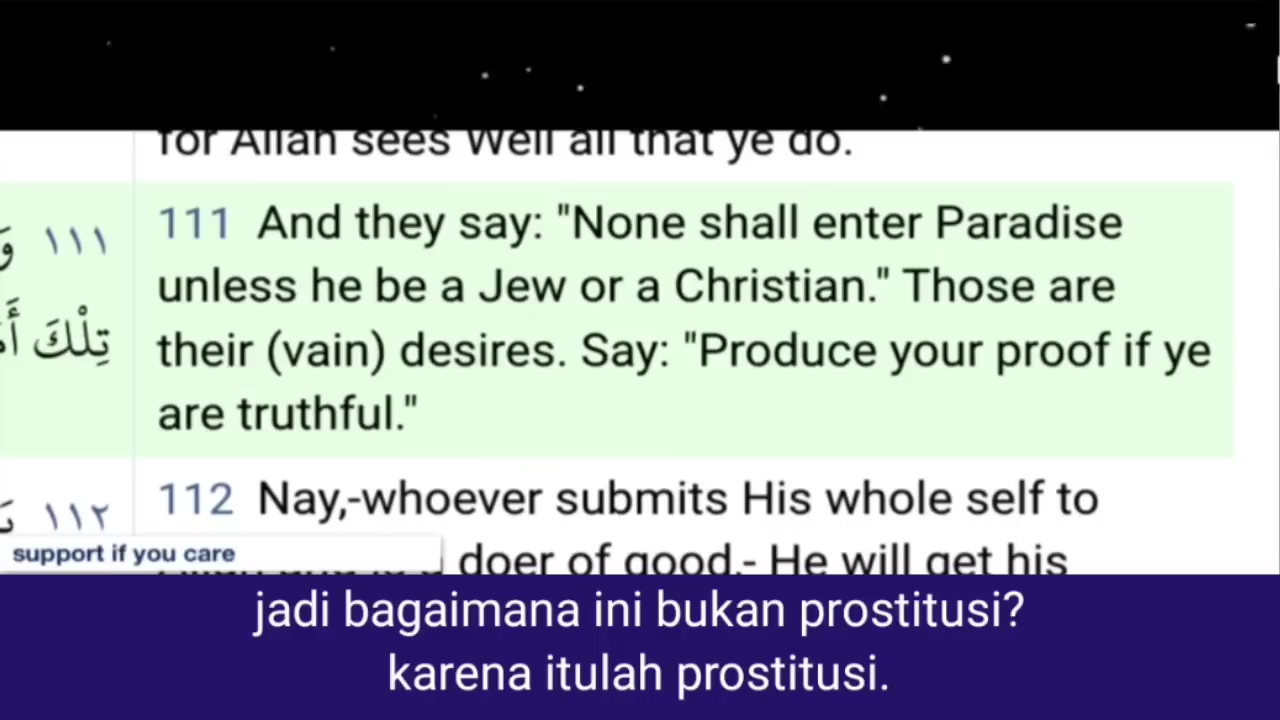 for Allah sees Well all that ye do.
١١١ وَ
111 And they say: "None shall enter Paradise
unless he be a Jew or a Christian." Those are
تِلْكَ
their (vain) desires. Say: "Produce your proof if ye
are truthful."
١١٢
112 Nay,-whoever submits His whole self to
support if you care
doer of good,- He will get his
jadi bagaimana ini bukan prostitusi?
karena itulah prostitusi.